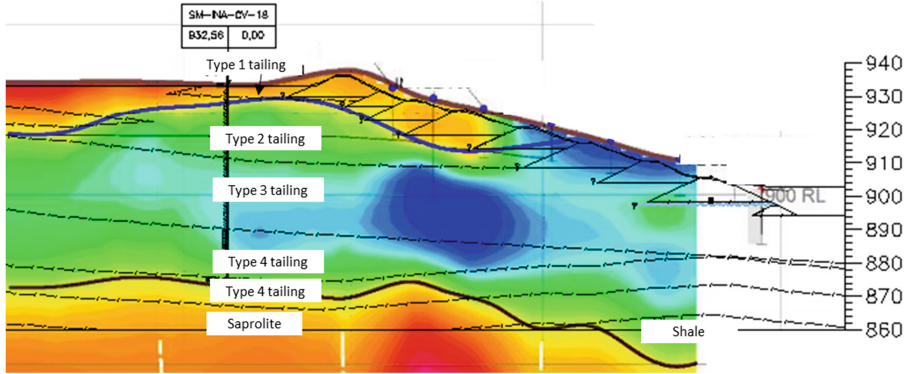 SM-INA-CV-18
932,56 0,00
Type 1 tailing
940
930
Type 2 tailing
920
910
Type 3 tailing
900 RL
900
890
Type 4 tailing
880
Type 4 tailing
870
Saprolite
Shale
860